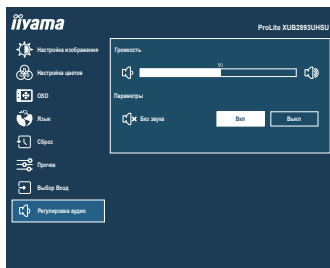 iiyama
ProLite XUB2893UHSU
Настройка изображения
Громкость
50
Настройка цветов
OSD
Параметры
Язык
Без звука
Вкл
Выкл
Сброс
Прочее
Выбор Вход
Регулировка аудио